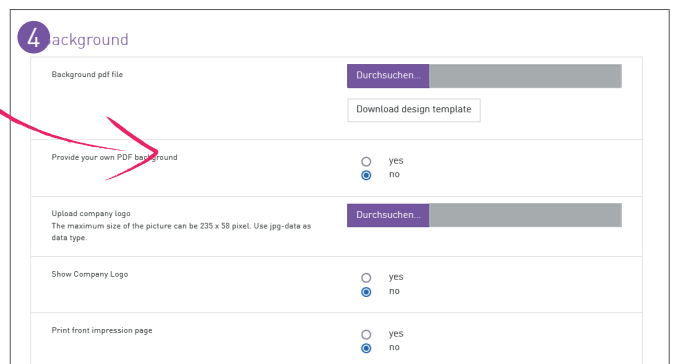 4
ackground
Background pdf file
Durchsuchen...
Download design template
Provide your own PDF background
yes
no
Upload company logo
The maximum size of the picture can be 235 x 58 pixel. Use jpg-data as
data type.
Durchsuchen...
Show Company Logo
yes
no
Print front impression page
yes
no